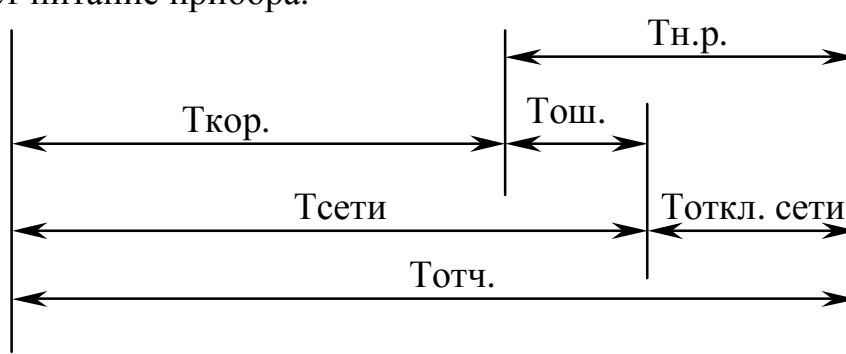 питание прибора.
Тн.р.
Ткор.
Тош.
Тсети
Тоткл. сети
Тотч.